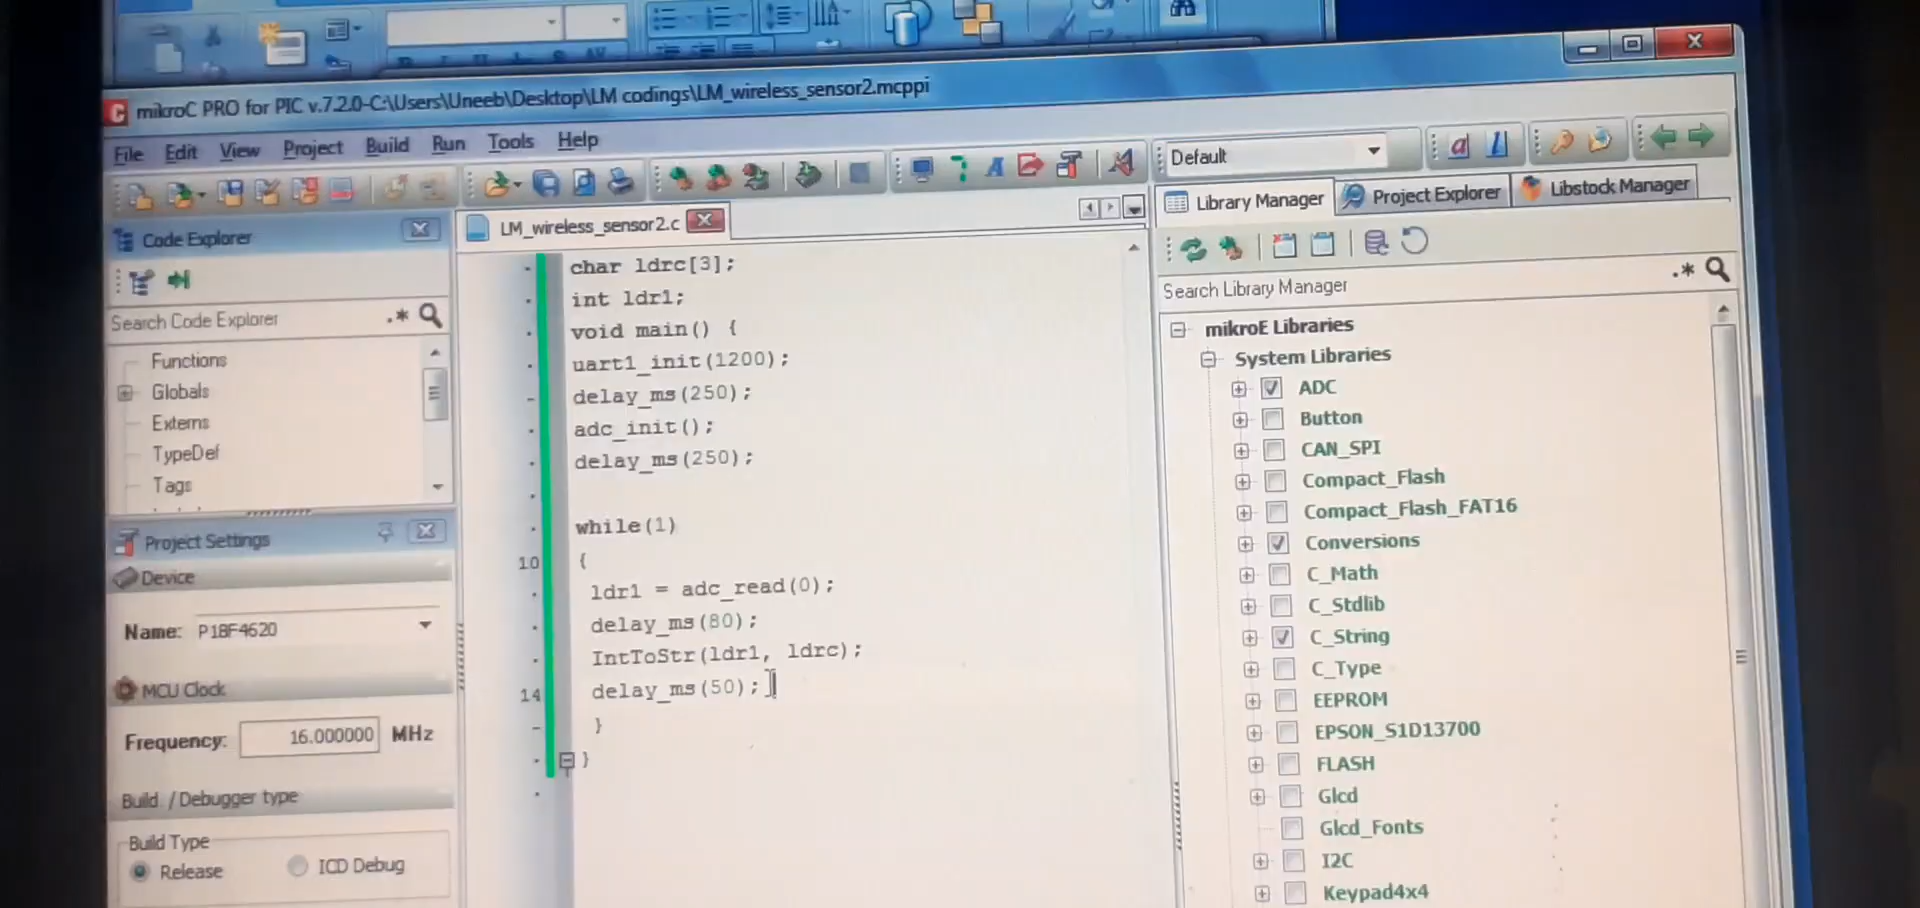 mikroC PRO for PIC v.7.2.0-C:\Users\Uneeb\Desktop\LM codings\LM_wireless_sensor2.mcppi
File Edit View Project Build Run Tools Help
Default
Library Manager Project Explorer Libstock Manager
Code Explorer
LM_wireless_sensor2.c
Search Code Explorer
Functions
Globals
Externs
TypeDef
Tags
Project Settings
Device
Name: P18F4620
MCU Clock
Frequency: 16.000000 MHz
Build / Debugger type
Build Type
Release ICD Debug
char ldrc[3];
int ldr1;
void main() {
uart1_init(1200);
delay_ms(250);
adc_init();
delay_ms(250);
while(1)
10 {
ldr1 = adc_read(0);
delay_ms(80);
IntToStr(ldr1, ldrc);
14 delay_ms(50);
}
}
Search Library Manager
mikroE Libraries
System Libraries
ADC
Button
CAN_SPI
Compact_Flash
Compact_Flash_FAT16
Conversions
C_Math
C_Stdlib
C_String
C_Type
EEPROM
EPSON_S1D13700
FLASH
Glcd
Glcd_Fonts
I2C
Keypad4x4